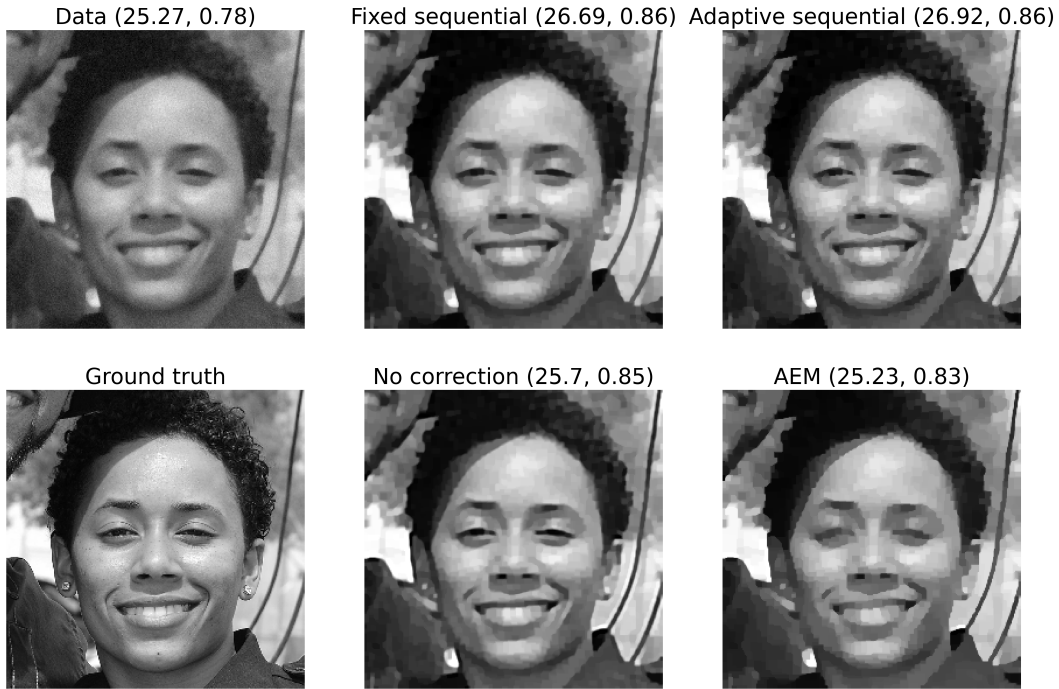 Data (25.27, 0.78)
Fixed sequential (26.69, 0.86)
Adaptive sequential (26.92, 0.86)
Ground truth
No correction (25.7, 0.85)
AEM (25.23, 0.83)